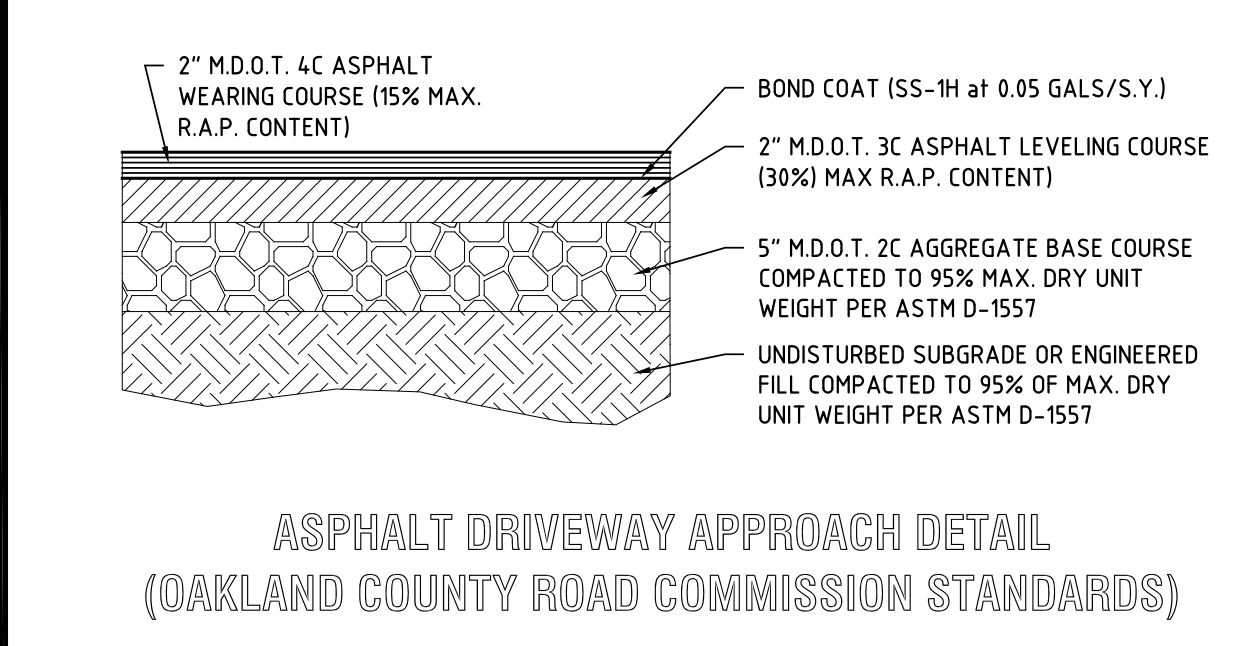 2" M.D.O.T. 4C ASPHALT
WEARING COURSE (15% MAX.
R.A.P. CONTENT)
BOND COAT (SS-1H at 0.05 GALS/S.Y.)
2" M.D.O.T. 3C ASPHALT LEVELING COURSE
(30%) MAX R.A.P. CONTENT)
5" M.D.O.T. 2C AGGREGATE BASE COURSE
COMPACTED TO 95% MAX. DRY UNIT
WEIGHT PER ASTM D-1557
UNDISTURBED SUBGRADE OR ENGINEERED
FILL COMPACTED TO 95% OF MAX. DRY
UNIT WEIGHT PER ASTM D-1557
ASPHALT DRIVEWAY APPROACH DETAIL
(OAKLAND COUNTY ROAD COMMISSION STANDARDS)